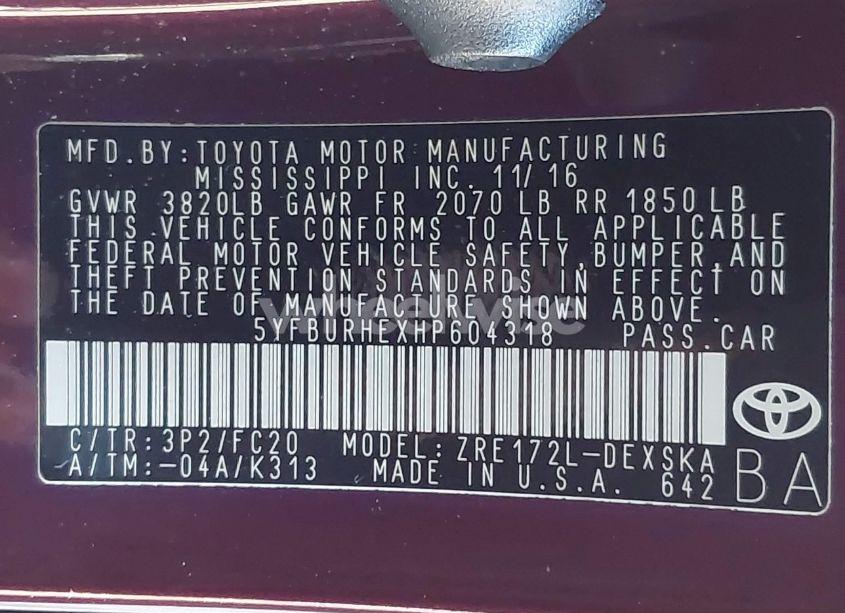 MFD.BY:TOYOTA MOTOR MANUFACTURING
MISSISSIPPI INC. 11/16
GVWR 3820LB GAWR FR 2070 LB RR 1850 LB
THIS VEHICLE CONFORMS TO ALL APPLICABLE
FEDERAL MOTOR VEHICLE SAFETY, BUMPER, AND
THEFT PREVENTION STANDARDS IN EFFECT ON
THE DATE OF MANUFACTURE SHOWN ABOVE.
wheelwise
5YFBURHEXHP604318 PASS.CAR
C/TR:3P2/FC20 MODEL:ZRE172L-DEXSKA
A/TM:-04A/K313 MADE IN U.S.A. 642
BA